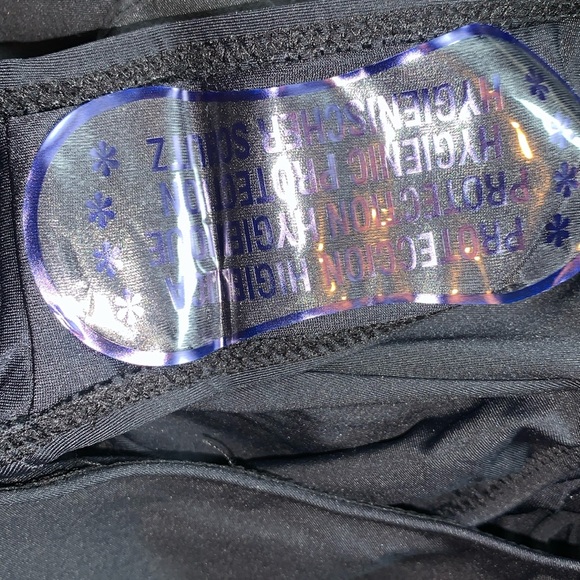 HYGIENISCHER SCHUTZ
HYGIENIC PROTECTION
PROTECTION HYGIENIQUE
PROTECCION HIGIENICA